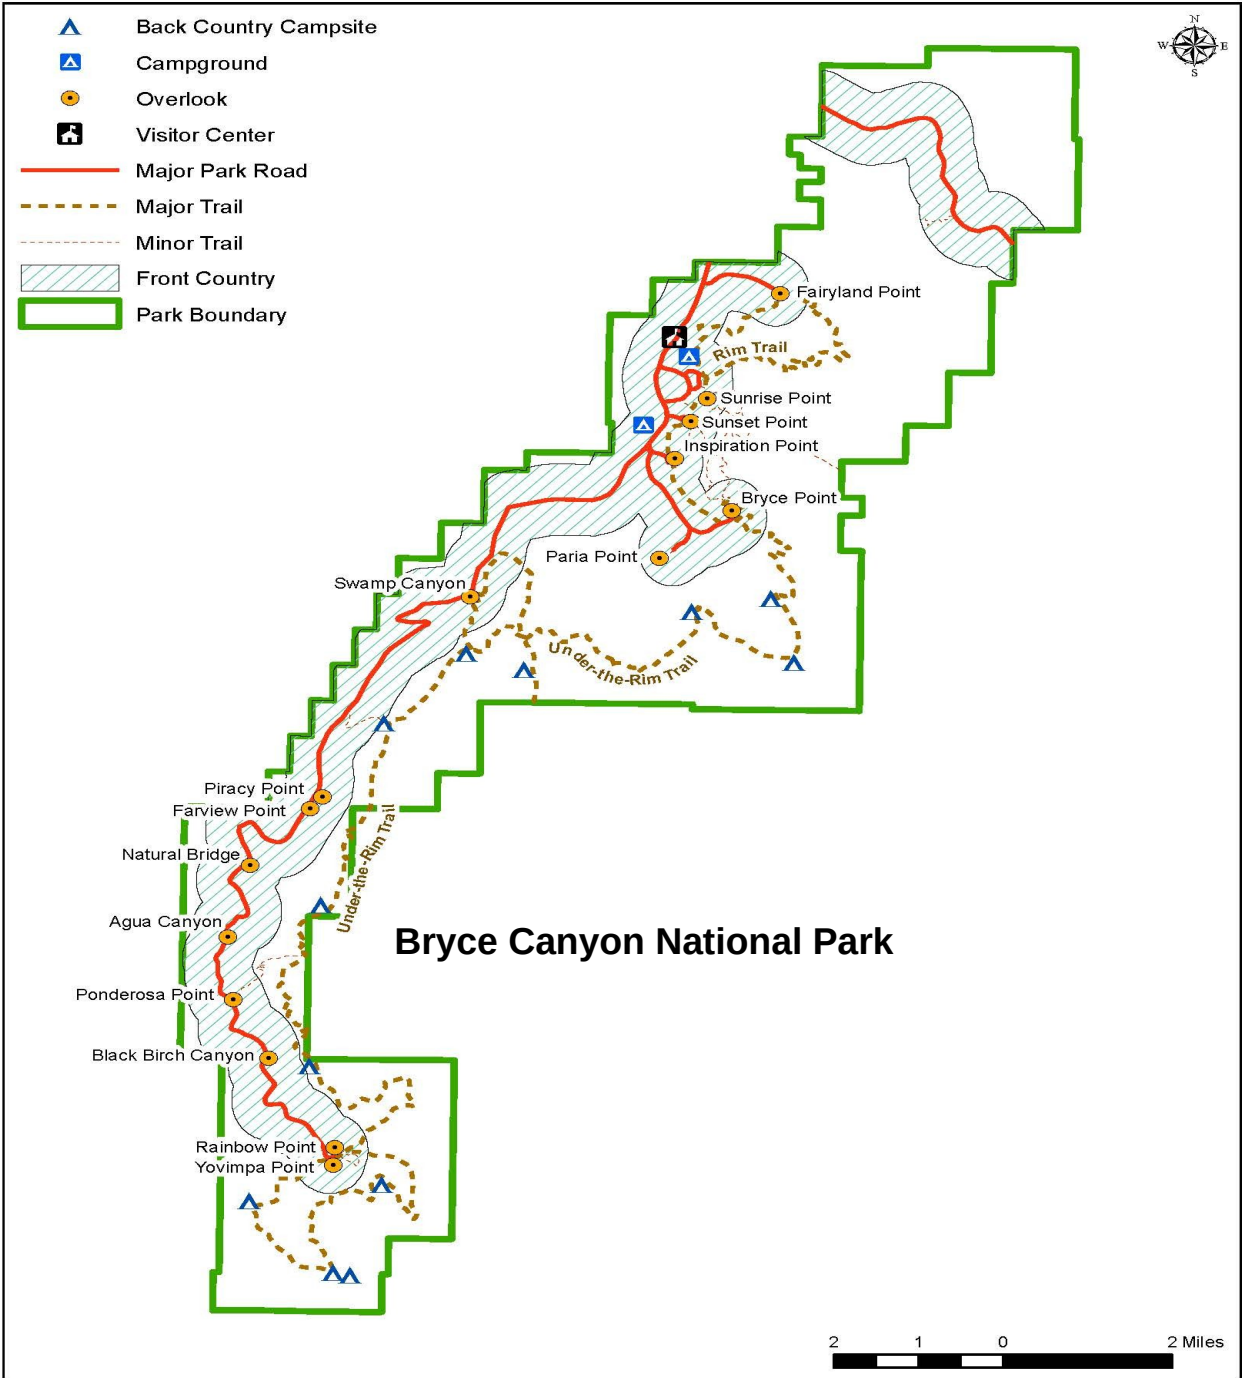 Back Country Campsite
Campground
Overlook
Visitor Center
Major Park Road
Major Trail
Minor Trail
Front Country
Park Boundary
N
W E
S
Fairyland Point
Rim Trail
Sunrise Point
Sunset Point
Inspiration Point
Bryce Point
Paria Point
Swamp Canyon
Under-the-Rim Trail
Piracy Point
Farview Point
Under-the-Rim Trail
Natural Bridge
Agua Canyon
Bryce Canyon National Park
Ponderosa Point
Black Birch Canyon
Rainbow Point
Yovimpa Point
2 1 0 2 Miles